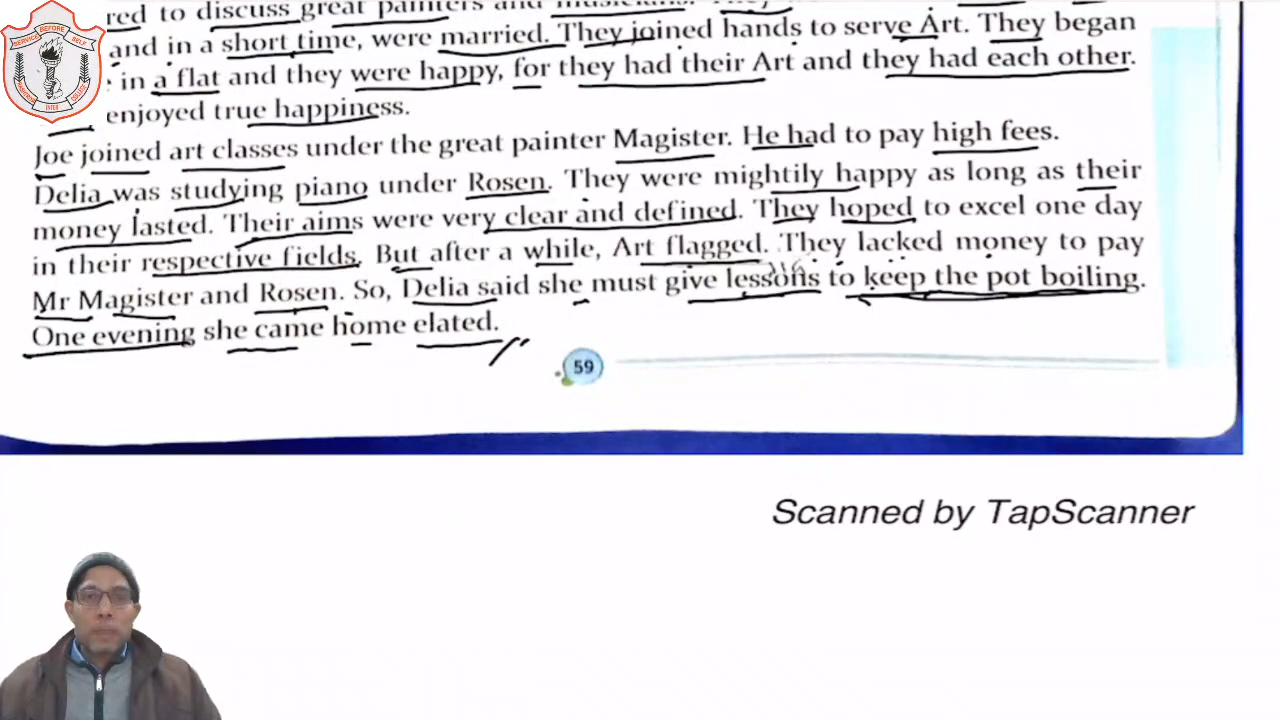 red to discuss great painters and musicians. They
and in a short time, were married. They joined hands to serve Art. They began
in a flat and they were happy, for they had their Art and they had each other.
enjoyed true happiness.
Joe joined art classes under the great painter Magister. He had to pay high fees.
Delia was studying piano under Rosen. They were mightily happy as long as their
money lasted. Their aims were very clear and defined. They hoped to excel one day
in their respective fields. But after a while, Art flagged. They lacked money to pay
Mr Magister and Rosen. So, Delia said she must give lessons to keep the pot boiling.
One evening she came home elated.
59
Scanned by TapScanner
SERVICE BEFORE SELF
INTER